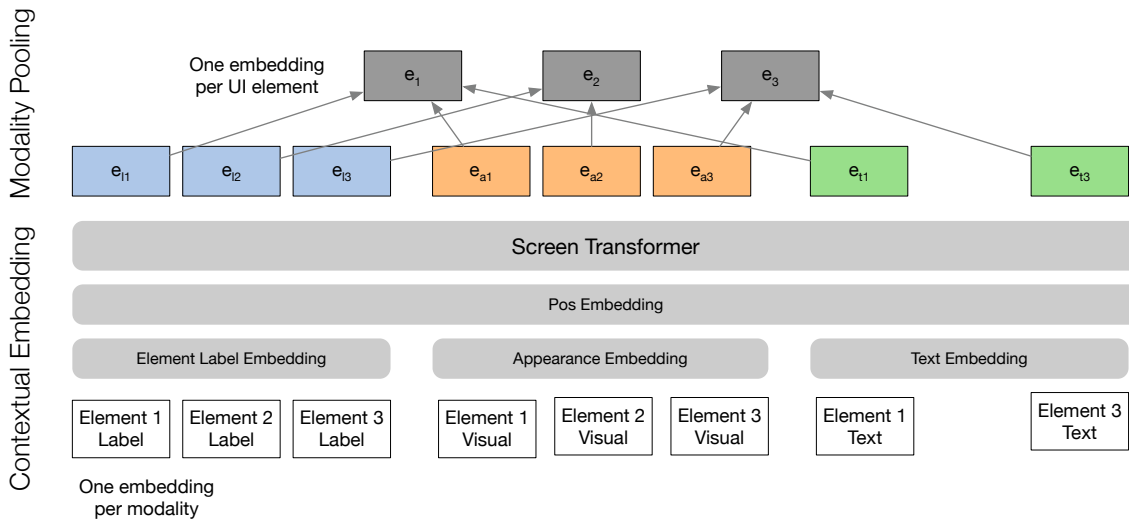 Modality Pooling
One embedding
per UI element
e1
e2
e3
el1
el2
el3
ea1
ea2
ea3
et1
et3
Contextual Embedding
Screen Transformer
Pos Embedding
Element Label Embedding
Appearance Embedding
Text Embedding
Element 1
Label
Element 2
Label
Element 3
Label
Element 1
Visual
Element 2
Visual
Element 3
Visual
Element 1
Text
Element 3
Text
One embedding
per modality